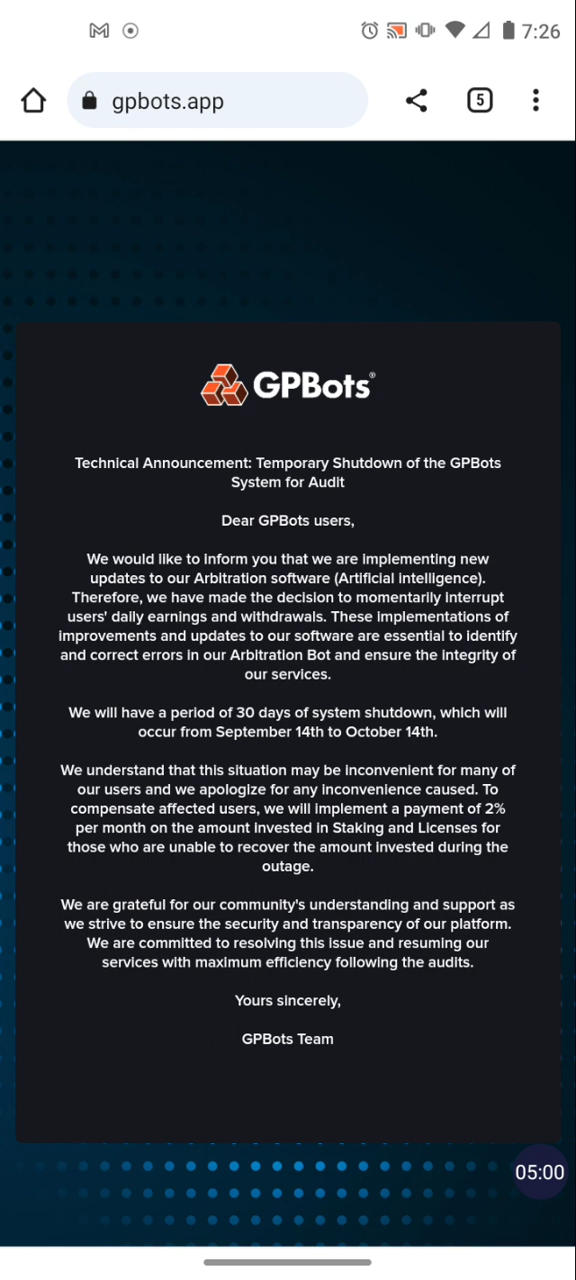 7:26
gpbots.app
5
GPBots®
Technical Announcement: Temporary Shutdown of the GPBots
System for Audit
Dear GPBots users,
We would like to inform you that we are implementing new
updates to our Arbitration software (Artificial intelligence).
Therefore, we have made the decision to momentarily interrupt
users' daily earnings and withdrawals. These implementations of
improvements and updates to our software are essential to identify
and correct errors in our Arbitration Bot and ensure the integrity of
our services.
We will have a period of 30 days of system shutdown, which will
occur from September 14th to October 14th.
We understand that this situation may be inconvenient for many of
our users and we apologize for any inconvenience caused. To
compensate affected users, we will implement a payment of 2%
per month on the amount invested in Staking and Licenses for
those who are unable to recover the amount invested during the
outage.
We are grateful for our community's understanding and support as
we strive to ensure the security and transparency of our platform.
We are committed to resolving this issue and resuming our
services with maximum efficiency following the audits.
Yours sincerely,
GPBots Team
05:00